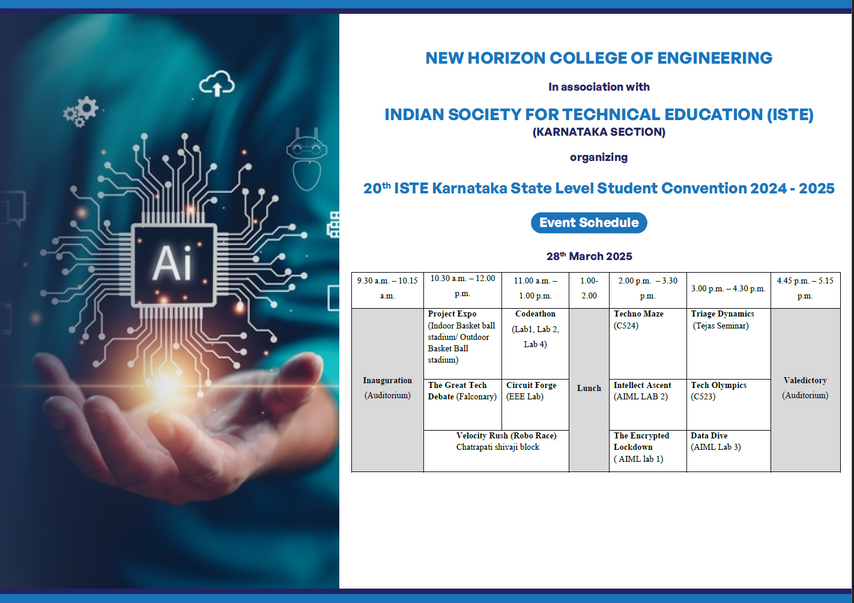 NEW HORIZON COLLEGE OF ENGINEERING
In association with
INDIAN SOCIETY FOR TECHNICAL EDUCATION (ISTE)
(KARNATAKA SECTION)
organizing
20th ISTE Karnataka State Level Student Convention 2024 - 2025
Event Schedule
28th March 2025
Ai
9.30 a.m. – 10.15
a.m.
10.30 a.m. – 12.00
p.m.
11.00 a.m. –
1.00 p.m.
1.00-
2.00
2.00 p.m. – 3.30
p.m.
3.00 p.m. – 4.30 p.m.
4.45 p.m. – 5.15
p.m.
Inauguration
(Auditorium)
Project Expo
(Indoor Basket ball
stadium/ Outdoor
Basket Ball
stadium)
Codeathon
(Lab1, Lab 2,
Lab 4)
Lunch
Techno Maze
(C524)
Triage Dynamics
(Tejas Seminar)
Valedictory
(Auditorium)
The Great Tech
Debate (Falconary)
Circuit Forge
(EEE Lab)
Intellect Ascent
(AIML LAB 2)
Tech Olympics
(C523)
Velocity Rush (Robo Race)
Chatrapati shivaji block
The Encrypted
Lockdown
( AIML lab 1)
Data Dive
(AIML Lab 3)